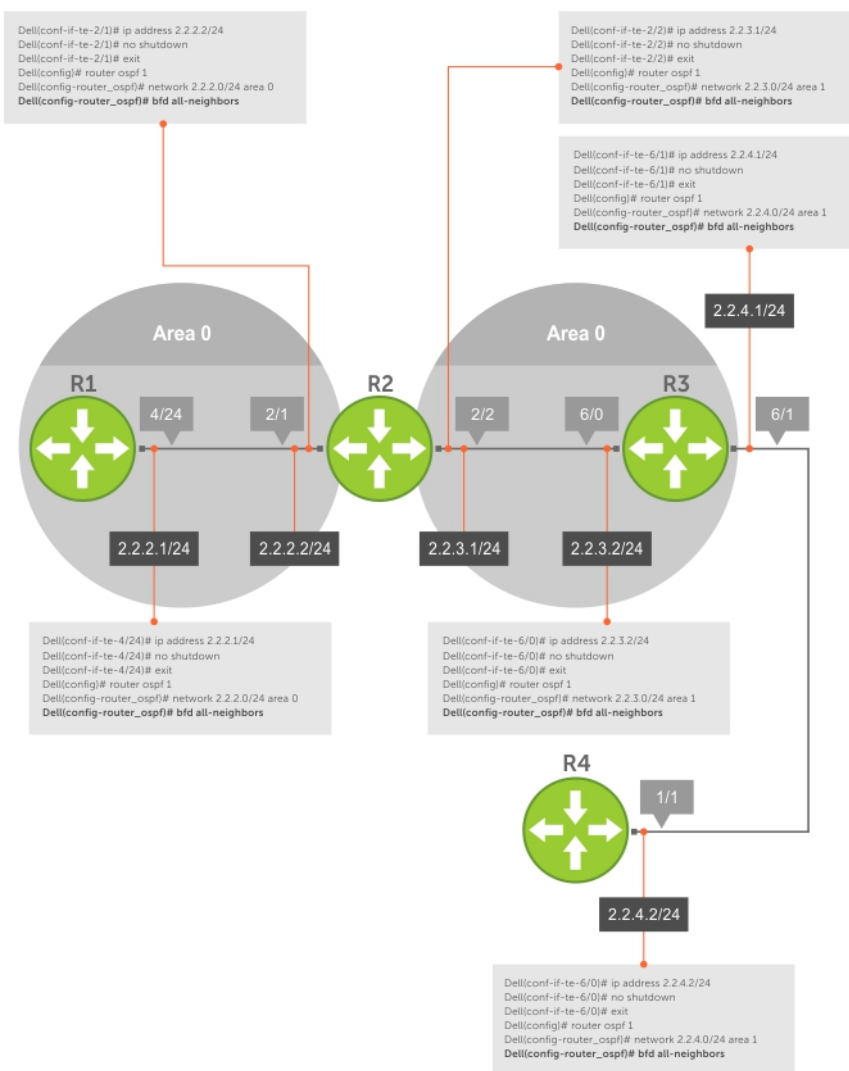 Dell(conf-if-te-2/1)# ip address 2.2.2.2/24
Dell(conf-if-te-2/1)# no shutdown
Dell(conf-if-te-2/1)# exit
Dell(config)# router ospf 1
Dell(config-router_ospf)# network 2.2.2.0/24 area 0
Dell(config-router_ospf)# bfd all-neighbors
Dell(conf-if-te-2/2)# ip address 2.2.3.1/24
Dell(conf-if-te-2/2)# no shutdown
Dell(conf-if-te-2/2)# exit
Dell(config)# router ospf 1
Dell(config-router_ospf)# network 2.2.3.0/24 area 1
Dell(config-router_ospf)# bfd all-neighbors
Dell(conf-if-te-6/1)# ip address 2.2.4.1/24
Dell(conf-if-te-6/1)# no shutdown
Dell(conf-if-te-6/1)# exit
Dell(config)# router ospf 1
Dell(config-router_ospf)# network 2.2.4.0/24 area 1
Dell(config-router_ospf)# bfd all-neighbors
2.2.4.1/24
Area 0
Area 0
R1
R2
R3
4/24
2/1
2/2
6/0
6/1
2.2.2.1/24
2.2.2.2/24
2.2.3.1/24
2.2.3.2/24
Dell(conf-if-te-4/24)# ip address 2.2.2.1/24
Dell(conf-if-te-4/24)# no shutdown
Dell(conf-if-te-4/24)# exit
Dell(config)# router ospf 1
Dell(config-router_ospf)# network 2.2.2.0/24 area 0
Dell(config-router_ospf)# bfd all-neighbors
Dell(conf-if-te-6/0)# ip address 2.2.3.2/24
Dell(conf-if-te-6/0)# no shutdown
Dell(conf-if-te-6/0)# exit
Dell(config)# router ospf 1
Dell(config-router_ospf)# network 2.2.3.0/24 area 1
Dell(config-router_ospf)# bfd all-neighbors
R4
1/1
2.2.4.2/24
Dell(conf-if-te-6/0)# ip address 2.2.4.2/24
Dell(conf-if-te-6/0)# no shutdown
Dell(conf-if-te-6/0)# exit
Dell(config)# router ospf 1
Dell(config-router_ospf)# network 2.2.4.0/24 area 1
Dell(config-router_ospf)# bfd all-neighbors